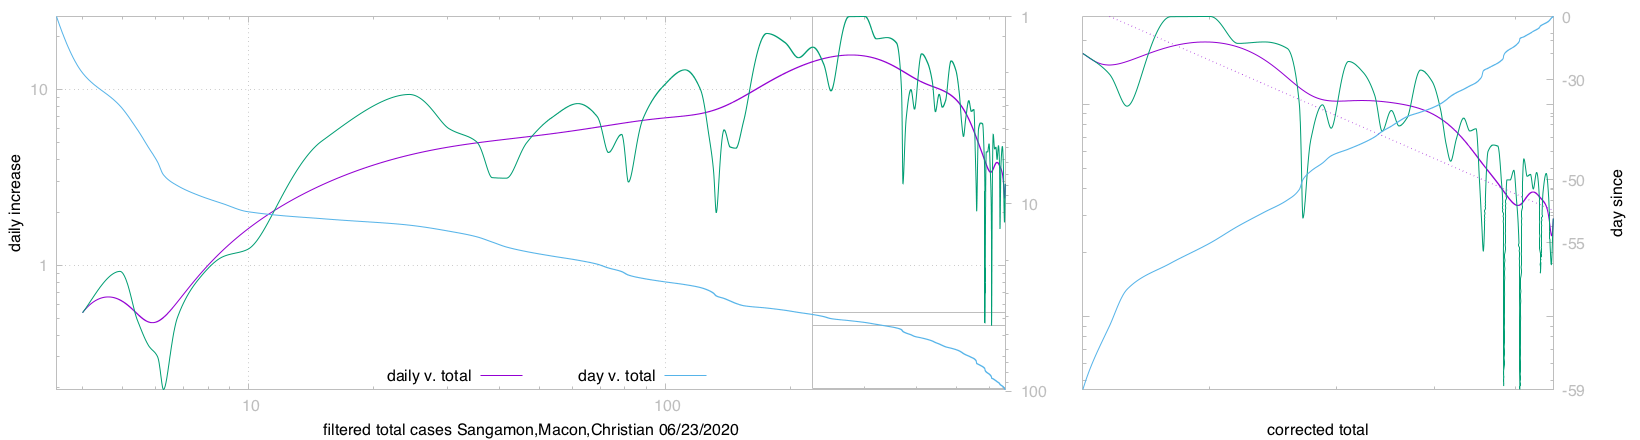 10
1
daily increase
10
100
daily v. total
day v. total
filtered total cases Sangamon,Macon,Christian 06/23/2020
1
10
100
0
-30
-50
-55
-59
day since
corrected total